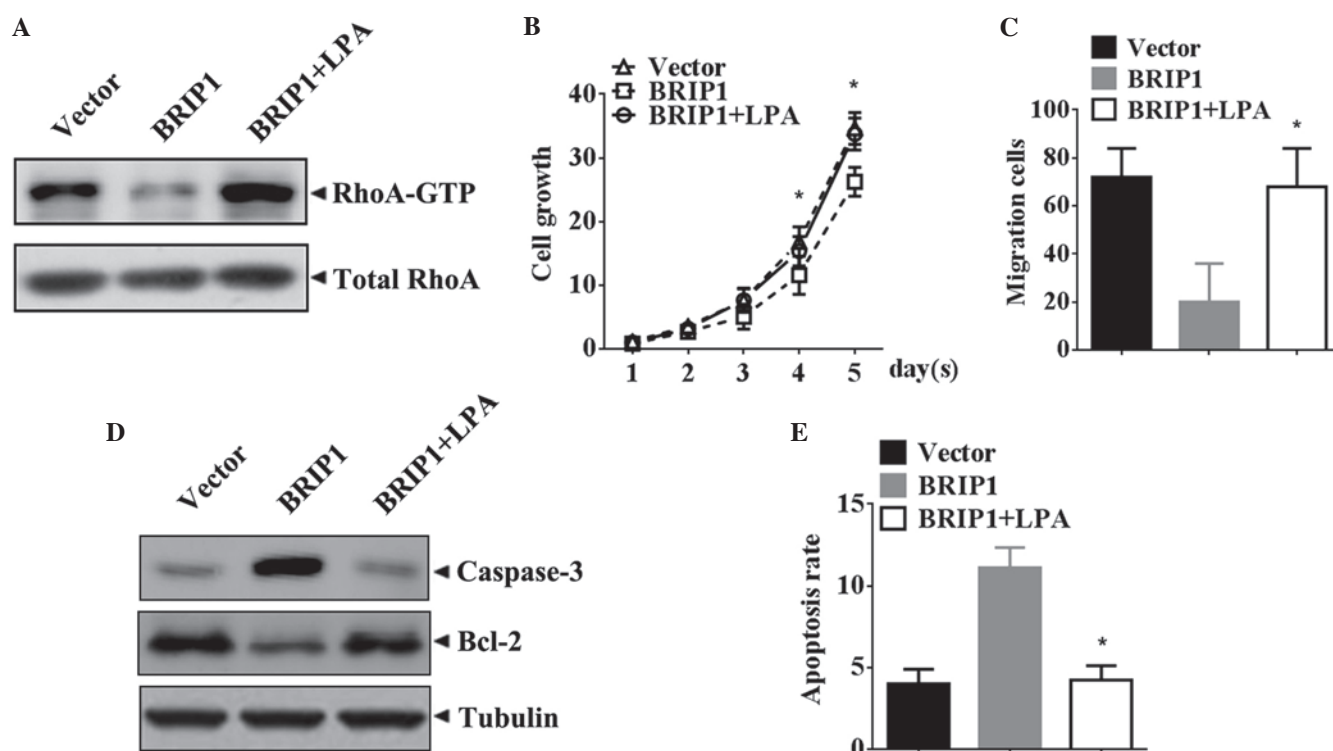 A
Vector
BRIP1
BRIP1+LPA
RhoA-GTP
Total RhoA
B
Vector
BRIP1
BRIP1+LPA
Cell growth
40
30
20
10
0
*
*
1 2 3 4 5 day(s)
C
Vector
BRIP1
BRIP1+LPA
Migration cells
100
80
60
40
20
0
*
D
Vector
BRIP1
BRIP1+LPA
Caspase-3
Bcl-2
Tubulin
E
Vector
BRIP1
BRIP1+LPA
Apoptosis rate
15
10
5
0
*